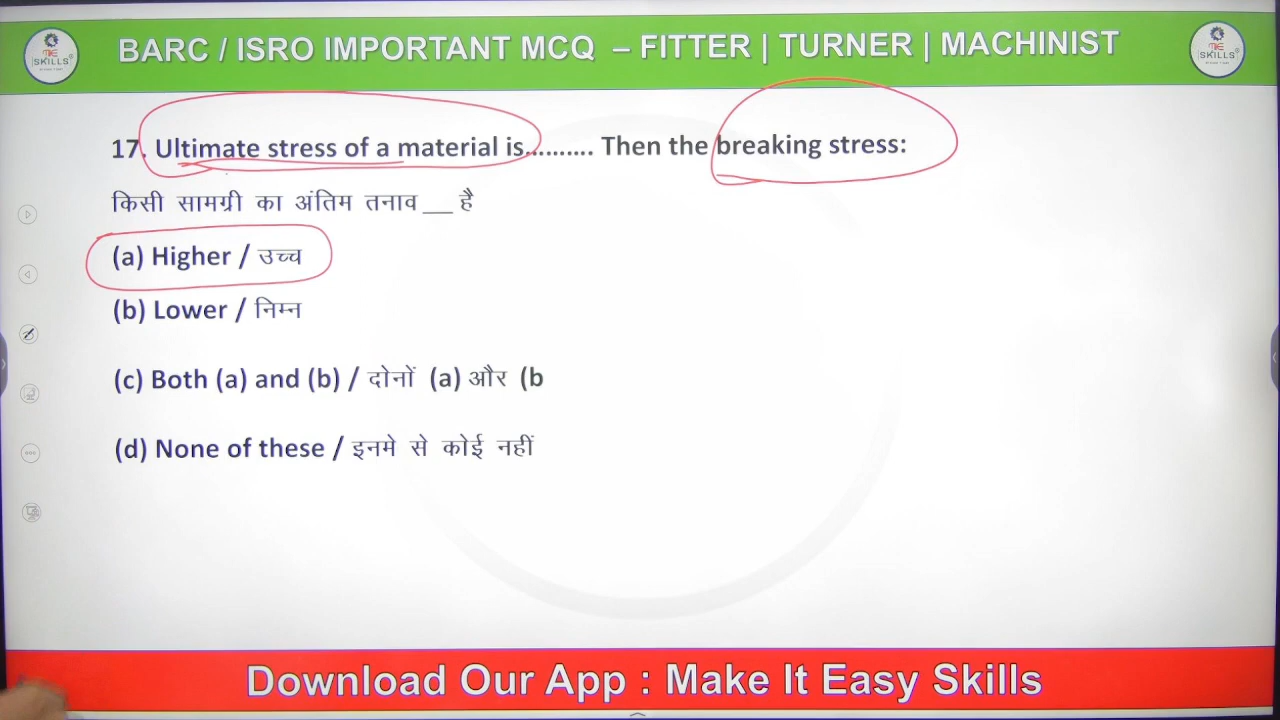 BARC / ISRO IMPORTANT MCQ – FITTER | TURNER | MACHINIST
SKILLS
SKILLS
17. Ultimate stress of a material is.......... Then the breaking stress:
किसी सामग्री का अंतिम तनाव __ है
(a) Higher / उच्च
(b) Lower / निम्न
(c) Both (a) and (b) / दोनों (a) और (b
(d) None of these / इनमे से कोई नहीं
Download Our App : Make It Easy Skills